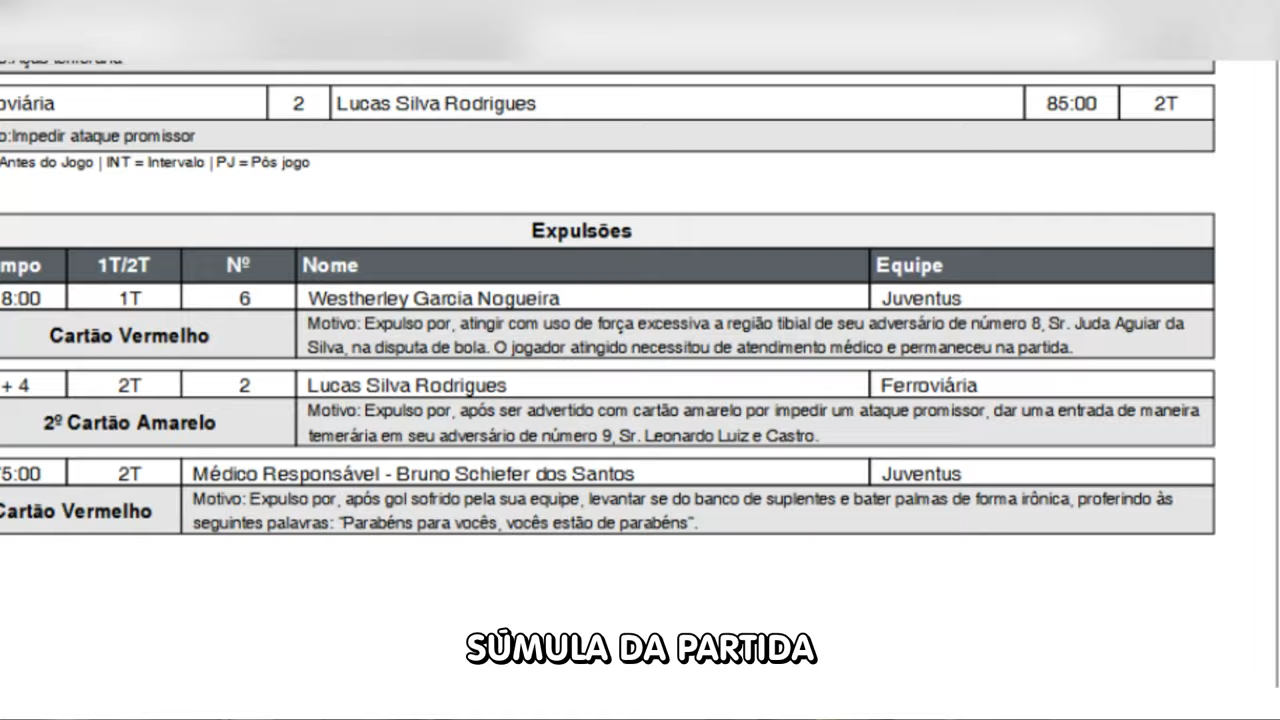 oviária 2 Lucas Silva Rodrigues 85:00 2T
o:Impedir ataque promissor
Antes do Jogo | INT = Intervalo | PJ = Pós jogo
Expulsões
mpo 1T/2T Nº Nome Equipe
8:00 1T 6 Westherley Garcia Nogueira Juventus
Cartão Vermelho
Motivo: Expulso por, atingir com uso de força excessiva a região tibial de seu adversário de número 8, Sr. Juda Aguiar da
Silva, na disputa de bola. O jogador atingido necessitou de atendimento médico e permaneceu na partida.
+ 4 2T 2 Lucas Silva Rodrigues Ferroviária
2º Cartão Amarelo
Motivo: Expulso por, após ser advertido com cartão amarelo por impedir um ataque promissor, dar uma entrada de maneira
temerária em seu adversário de número 9, Sr. Leonardo Luiz e Castro.
5:00 2T Médico Responsável - Bruno Schiefer dos Santos Juventus
Cartão Vermelho
Motivo: Expulso por, após gol sofrido pela sua equipe, levantar se do banco de suplentes e bater palmas de forma irônica, proferindo às
seguintes palavras: "Parabéns para vocês, vocês estão de parabéns".
SÚMULA DA PARTIDA